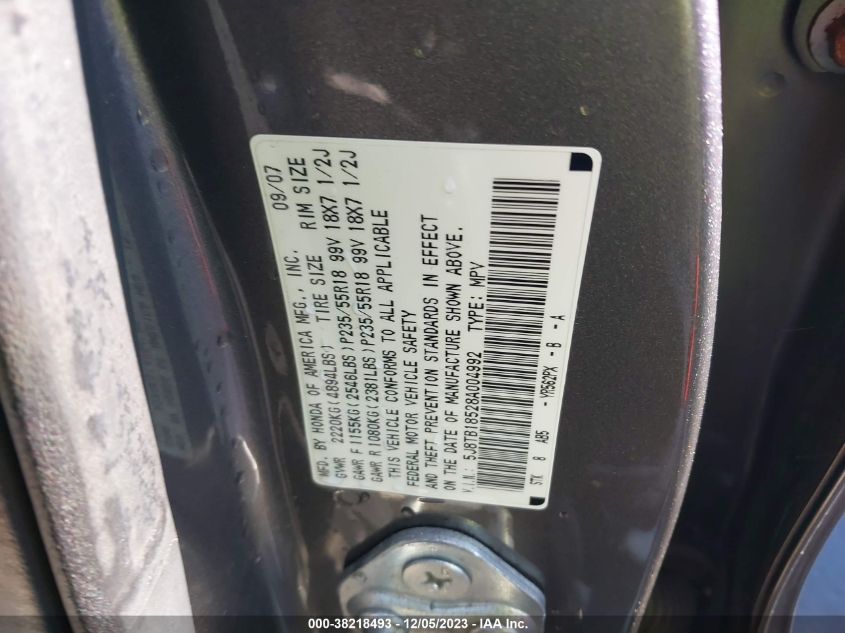 MFD. BY HONDA OF AMERICA MFG., INC. 09/07
GVWR 2220KG(4894LBS) TIRE SIZE RIM SIZE
GAWR F 1155KG(2546LBS)P235/55R18 99V 18X7 1/2J
GAWR R 1080KG(2381LBS)P235/55R18 99V 18X7 1/2J
THIS VEHICLE CONFORMS TO ALL APPLICABLE
FEDERAL MOTOR VEHICLE SAFETY
AND THEFT PREVENTION STANDARDS IN EFFECT
ON THE DATE OF MANUFACTURE SHOWN ABOVE.
V.I.N.: 5J8TB18528A004992 TYPE: MPV
STK 8 AB5 - YR562PX - B - A
000-38218493 - 12/05/2023 - IAA Inc.